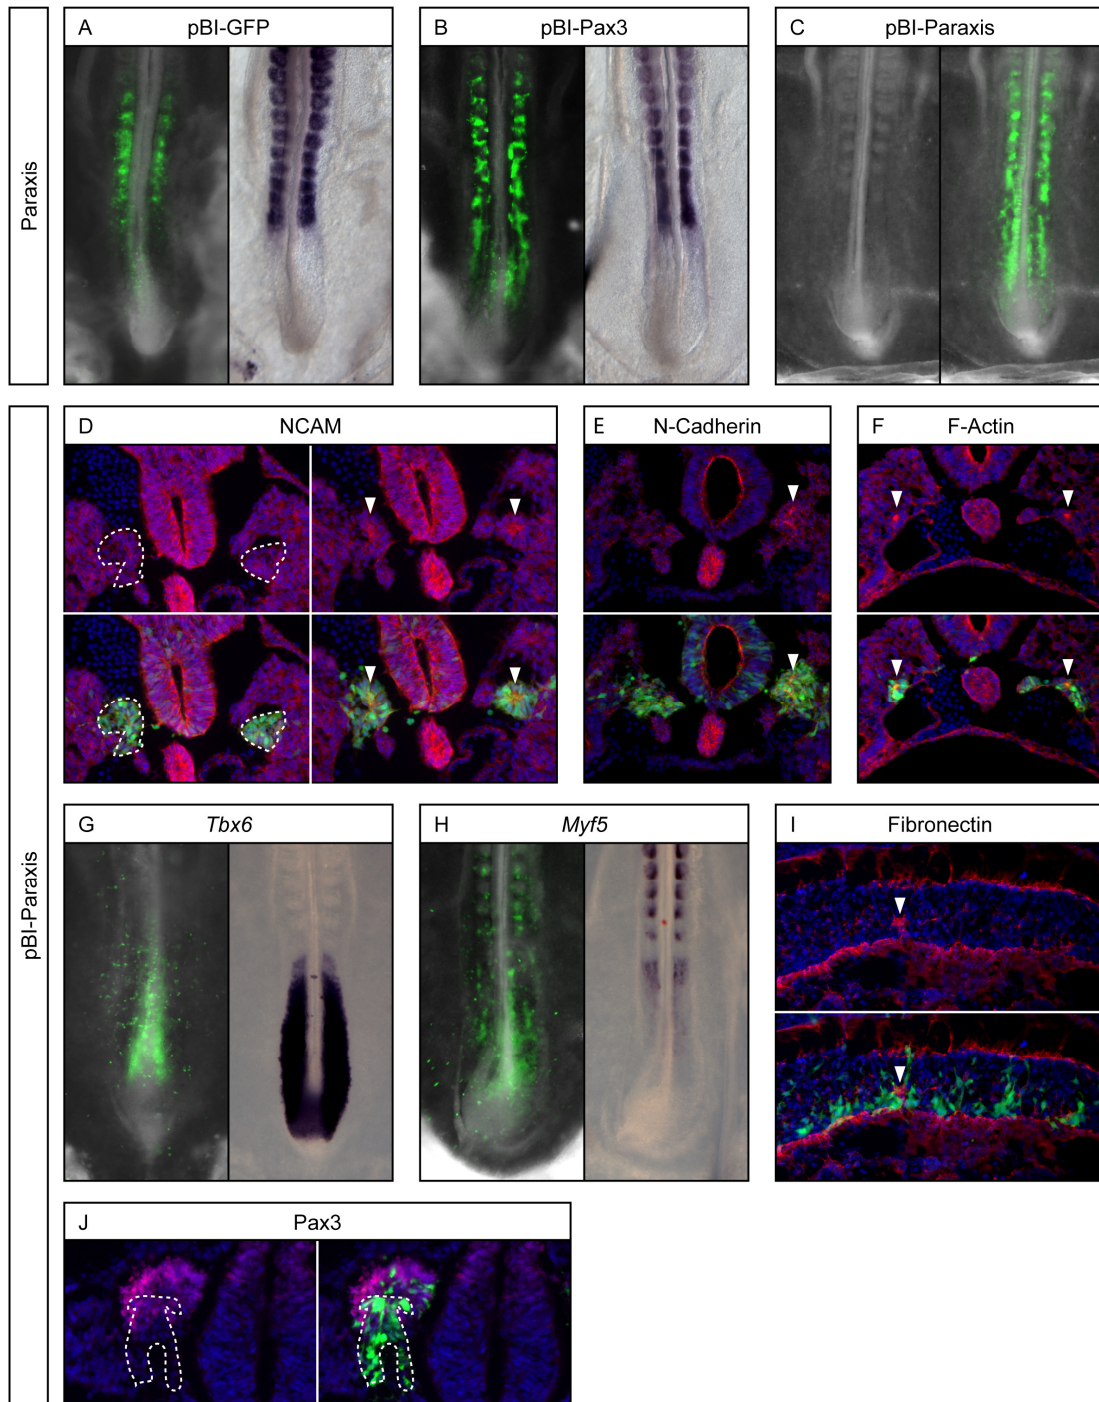 A pBI-GFP
B pBI-Pax3
C pBI-Paraxis
Paraxis
D NCAM
E N-Cadherin
F F-Actin
pBI-Paraxis
G Tbx6
H Myf5
I Fibronectin
J Pax3